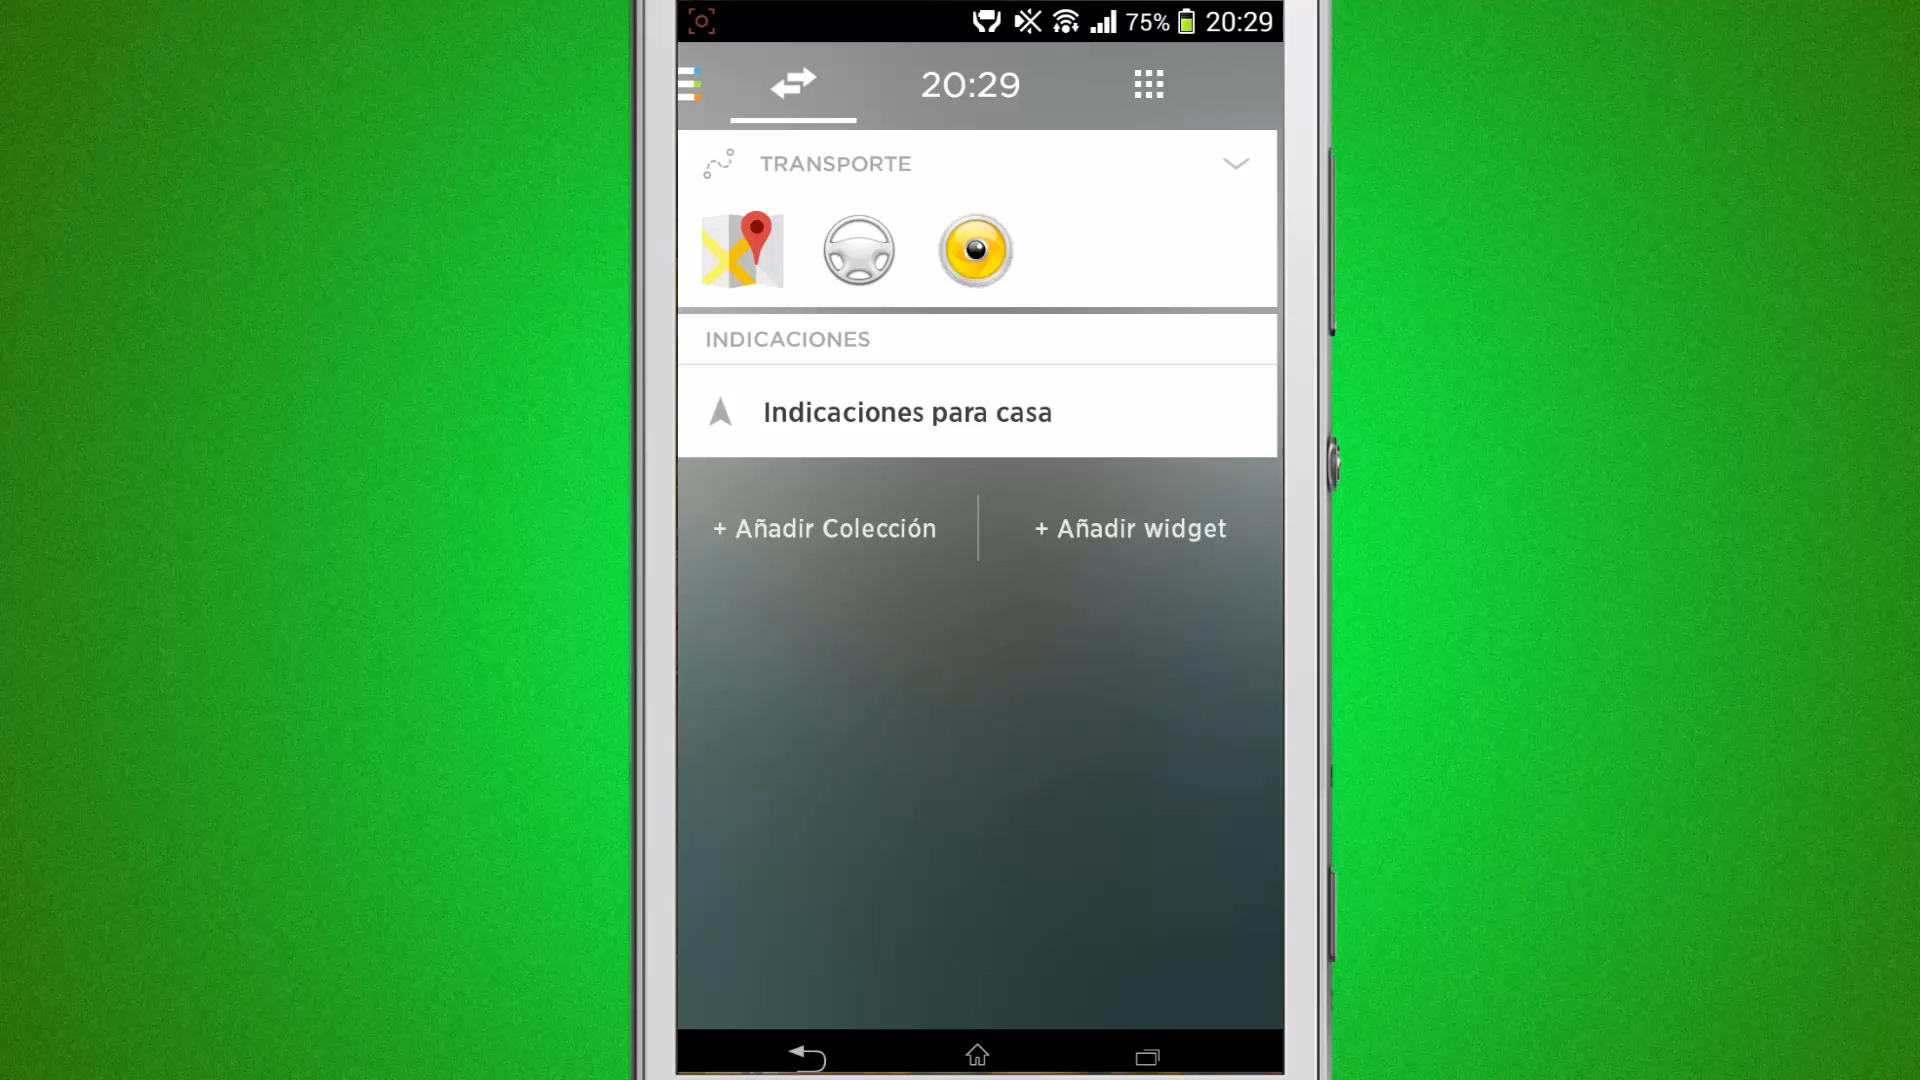 75% 20:29
20:29
TRANSPORTE
INDICACIONES
Indicaciones para casa
+ Añadir Colección
+ Añadir widget